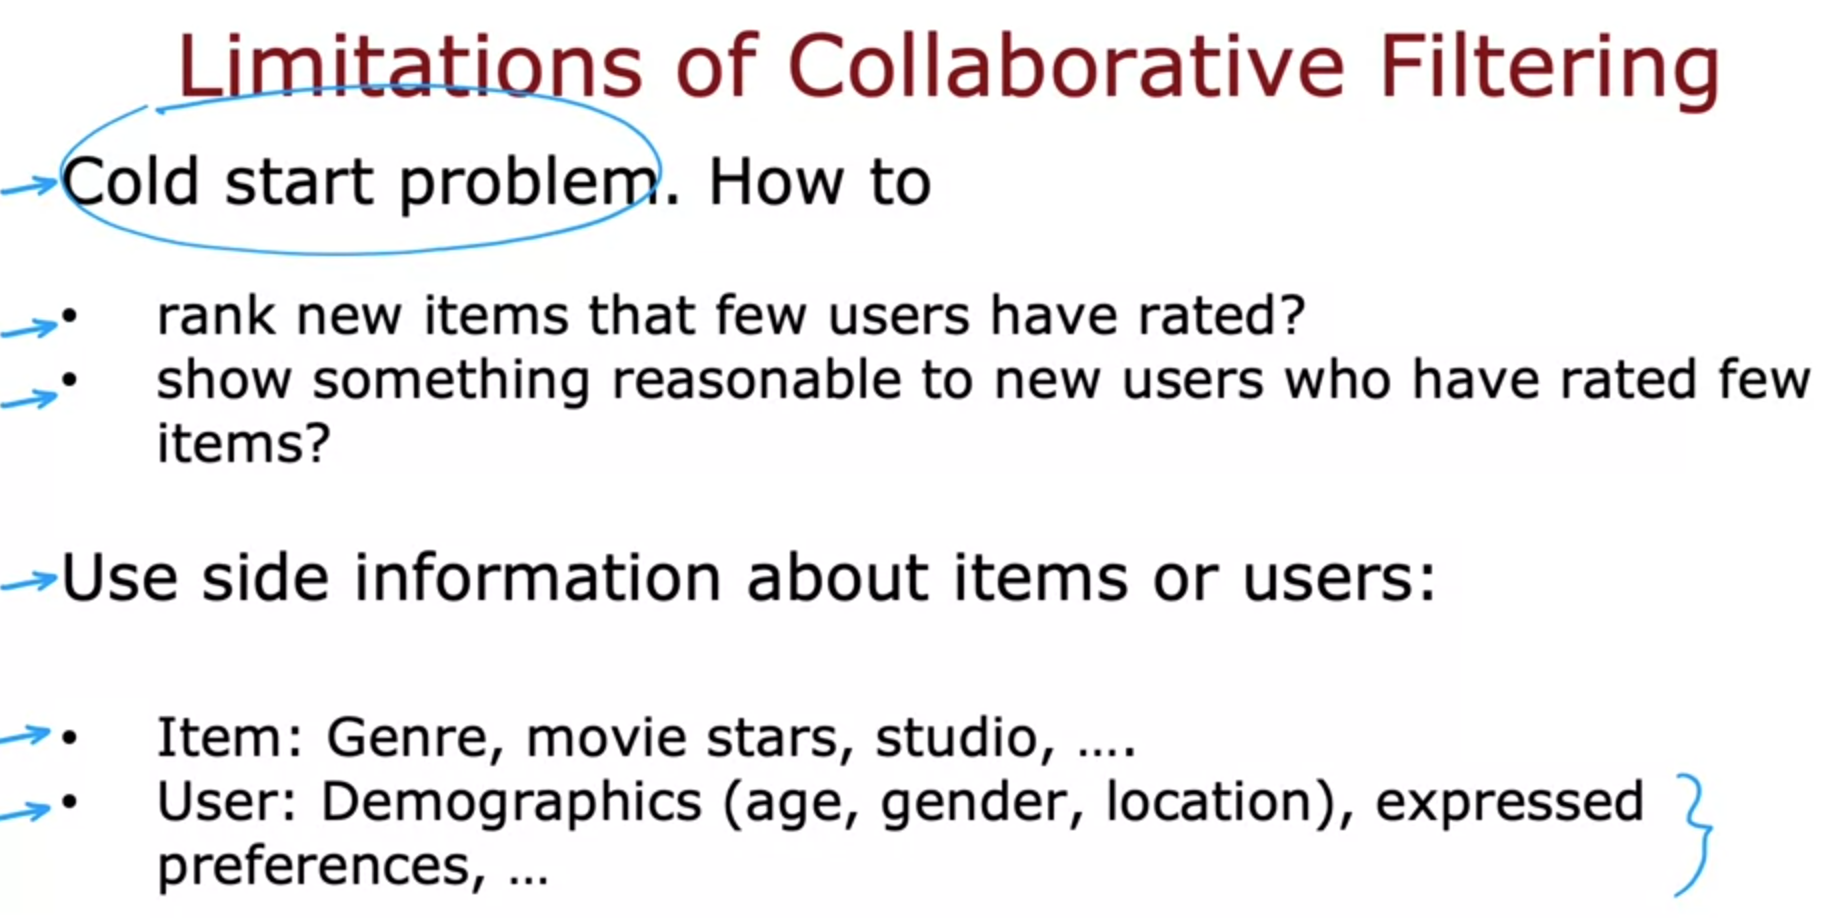 Limitations of Collaborative Filtering
Cold start problem. How to
• rank new items that few users have rated?
• show something reasonable to new users who have rated few
items?
Use side information about items or users:
• Item: Genre, movie stars, studio, ....
• User: Demographics (age, gender, location), expressed
preferences, ...